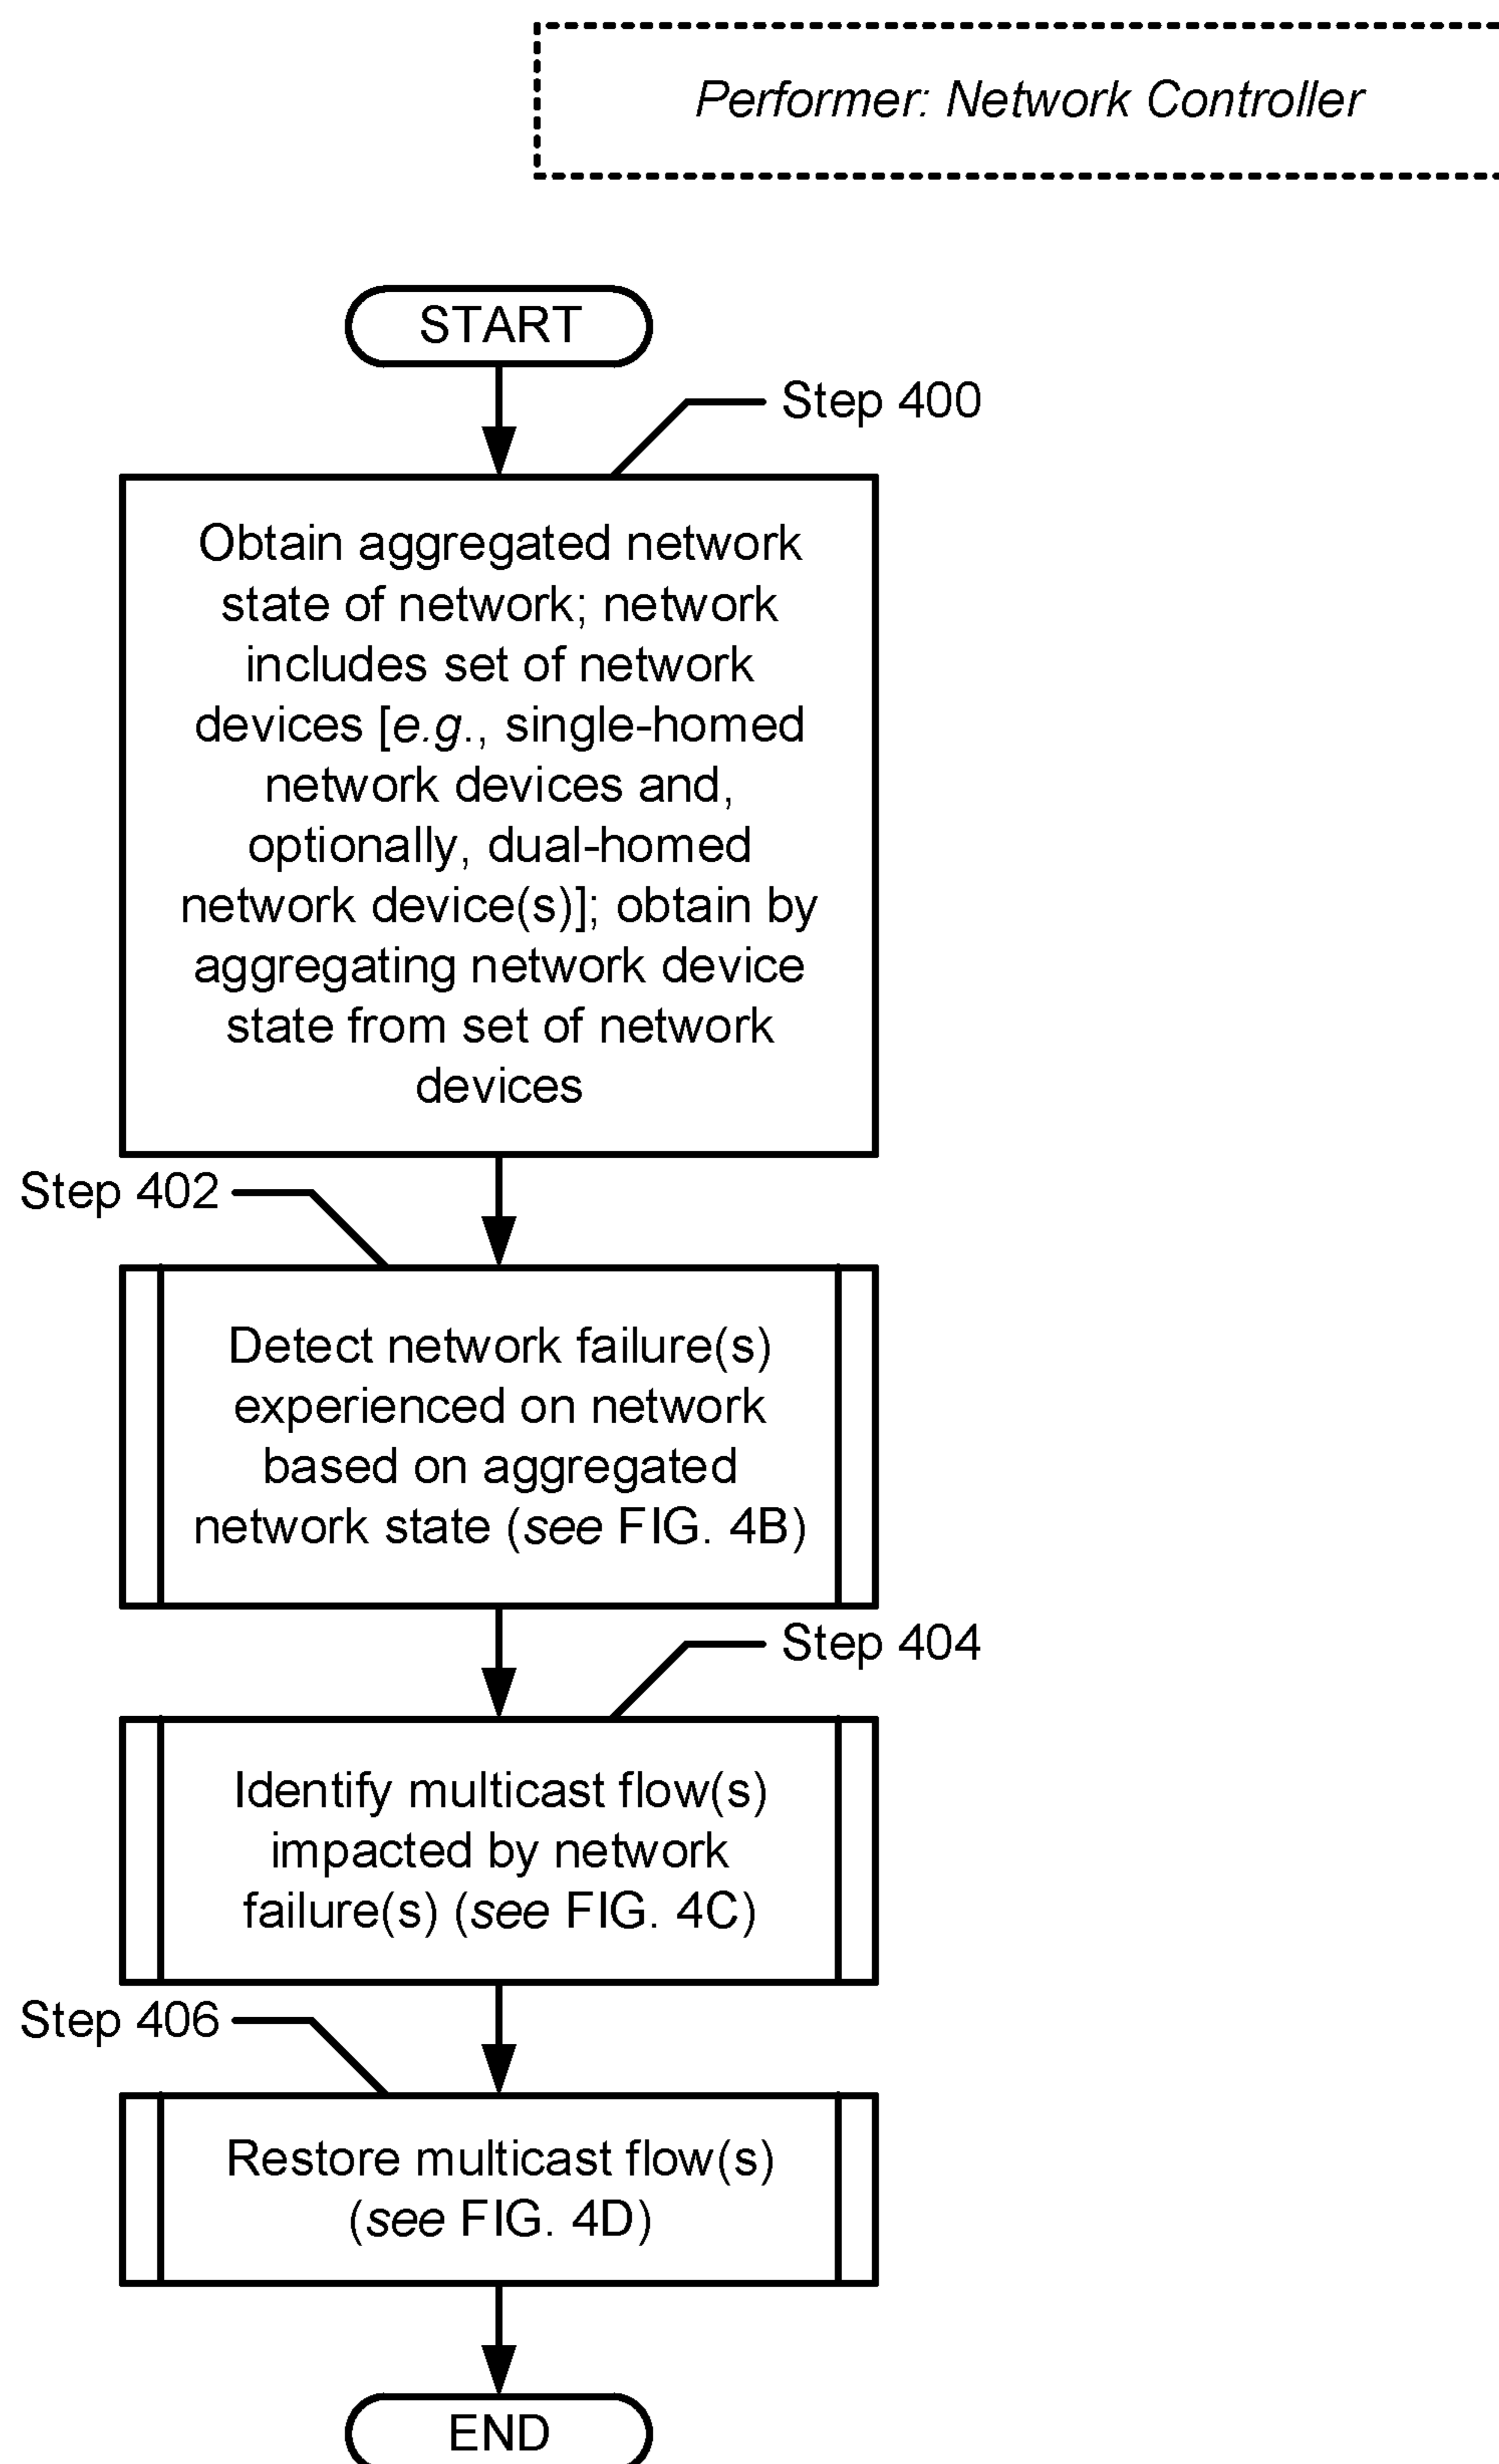 Performer: Network Controller
START
Step 400
Obtain aggregated network
state of network; network
includes set of network
devices [e.g., single-homed
network devices and,
optionally, dual-homed
network device(s)]; obtain by
aggregating network device
state from set of network
devices
Step 402
Detect network failure(s)
experienced on network
based on aggregated
network state (see FIG. 4B)
Step 404
Identify multicast flow(s)
impacted by network
failure(s) (see FIG. 4C)
Step 406
Restore multicast flow(s)
(see FIG. 4D)
END